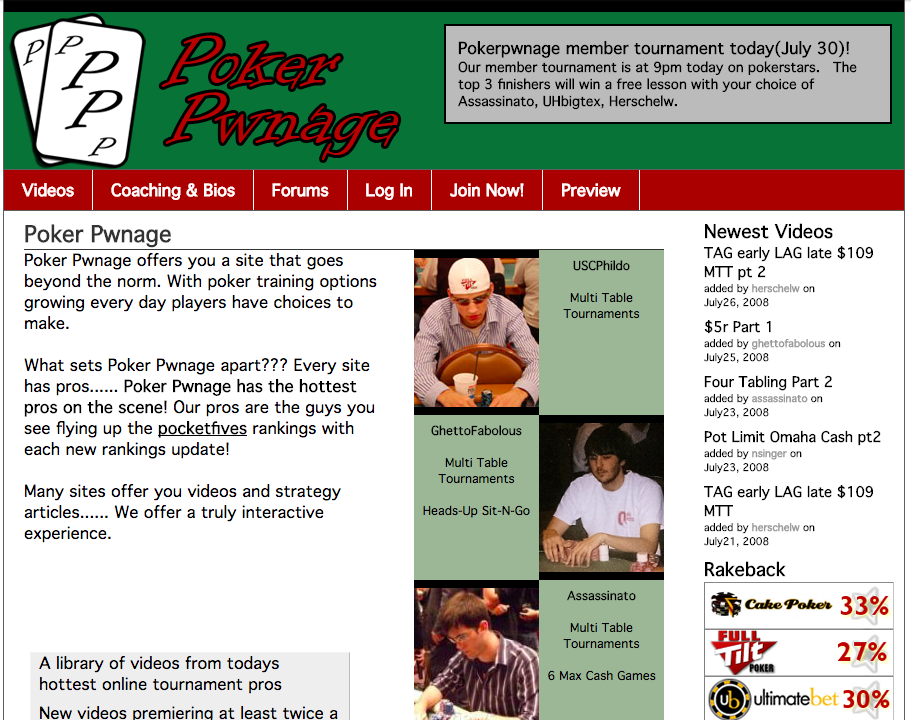 P
P
P
P
P
Poker
Pwnage
Pokerpwnage member tournament today(July 30)!
Our member tournament is at 9pm today on pokerstars. The
top 3 finishers will win a free lesson with your choice of
Assassinato, UHbigtex, Herschelw.
Videos
Coaching & Bios
Forums
Log In
Join Now!
Preview
Poker Pwnage
Poker Pwnage offers you a site that goes
beyond the norm. With poker training options
growing every day players have choices to
make.
What sets Poker Pwnage apart??? Every site
has pros...... Poker Pwnage has the hottest
pros on the scene! Our pros are the guys you
see flying up the pocketfives rankings with
each new rankings update!
Many sites offer you videos and strategy
articles...... We offer a truly interactive
experience.
A library of videos from todays
hottest online tournament pros
New videos premiering at least twice a
USCPhildo
Multi Table
Tournaments
GhettoFabolous
Multi Table
Tournaments
Heads-Up Sit-N-Go
Assassinato
Multi Table
Tournaments
6 Max Cash Games
Newest Videos
TAG early LAG late $109
MTT pt 2
added by herschelw on
July26, 2008
$5r Part 1
added by ghettofabolous on
July25, 2008
Four Tabling Part 2
added by assassinato on
July23, 2008
Pot Limit Omaha Cash pt2
added by nsinger on
July23, 2008
TAG early LAG late $109
MTT
added by herschelw on
July21, 2008
Rakeback
Cake Poker 33%
FULL
TiLT
POKER
27%
ub ultimatebet 30%